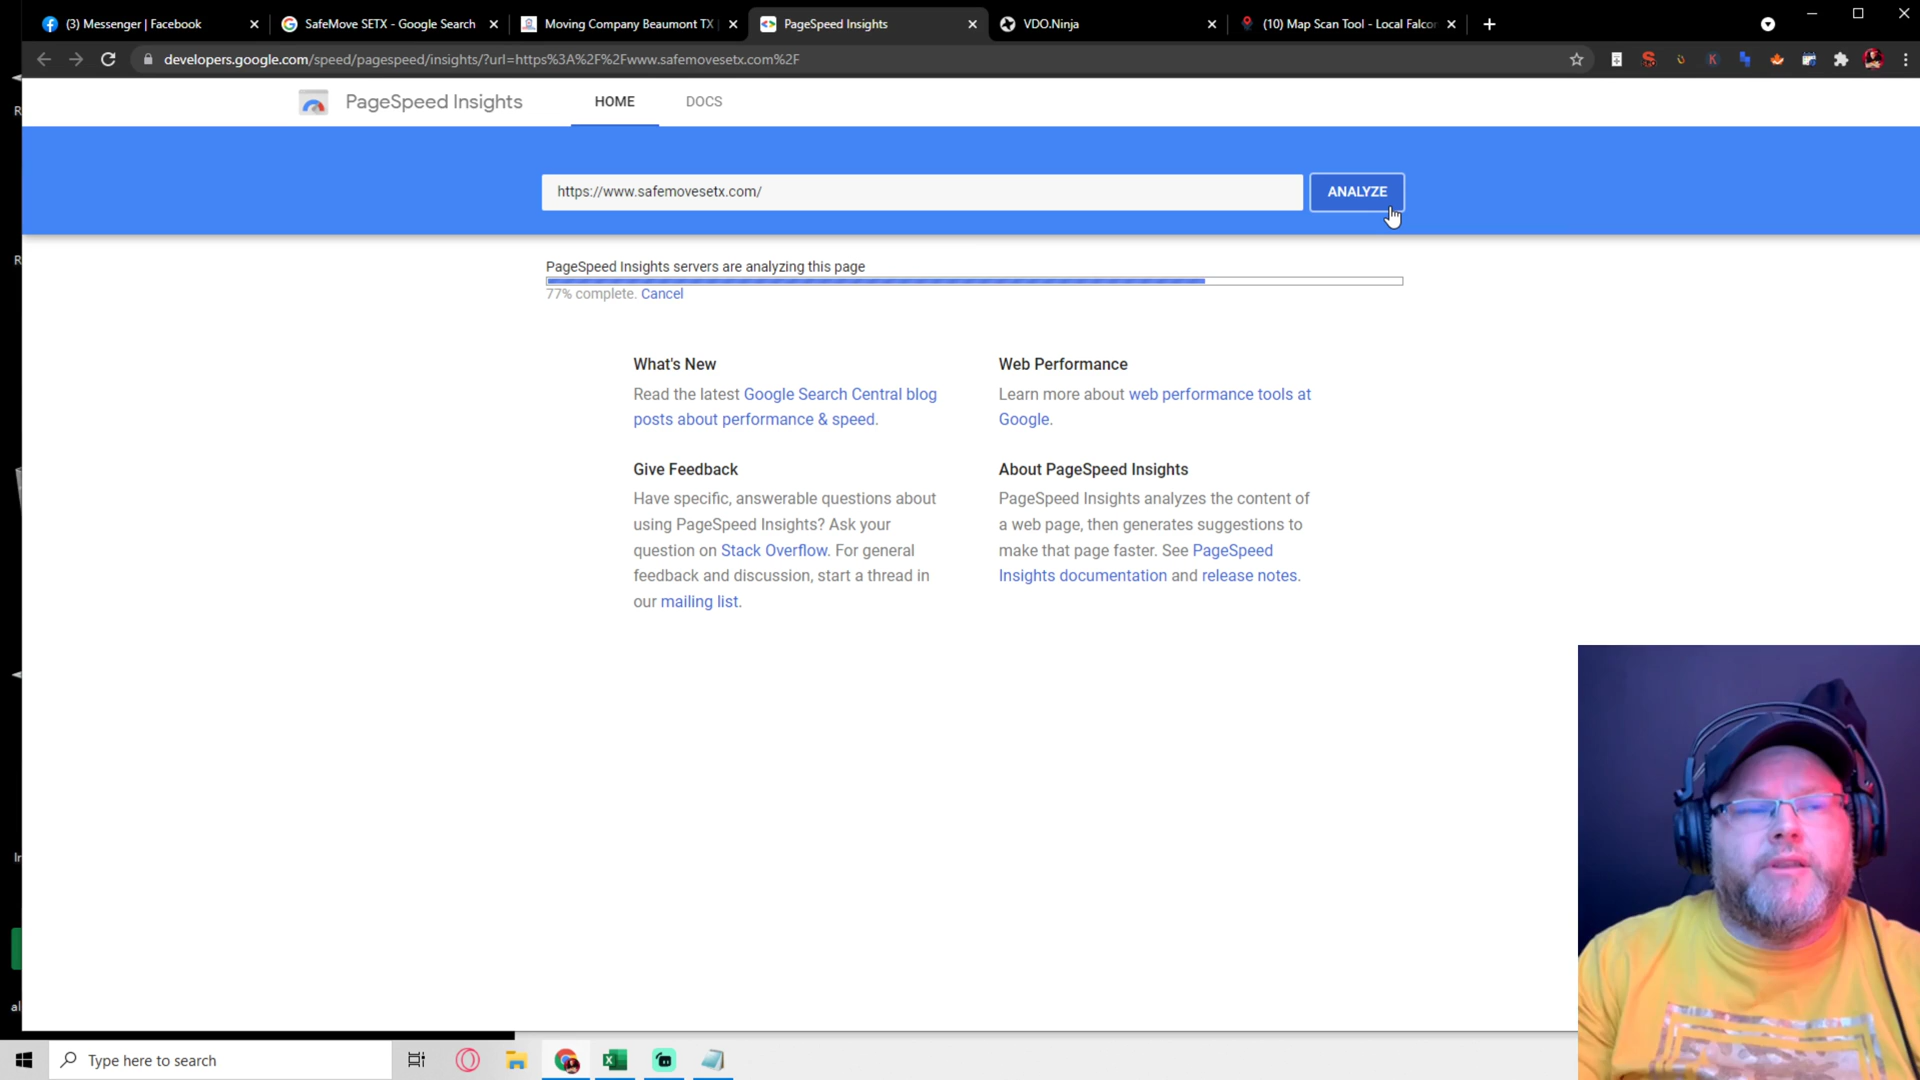 (3) Messenger | Facebook
SafeMove SETX - Google Search
Moving Company Beaumont TX |
PageSpeed Insights
VDO.Ninja
(10) Map Scan Tool - Local Falcon
developers.google.com/speed/pagespeed/insights/?url=https%3A%2F%2Fwww.safemovesetx.com%2F
PageSpeed Insights
HOME
DOCS
https://www.safemovesetx.com/
ANALYZE
PageSpeed Insights servers are analyzing this page
77% complete. Cancel
What's New
Read the latest Google Search Central blog
posts about performance & speed.
Web Performance
Learn more about web performance tools at
Google.
Give Feedback
Have specific, answerable questions about
using PageSpeed Insights? Ask your
question on Stack Overflow. For general
feedback and discussion, start a thread in
our mailing list.
About PageSpeed Insights
PageSpeed Insights analyzes the content of
a web page, then generates suggestions to
make that page faster. See PageSpeed
Insights documentation and release notes.
Type here to search